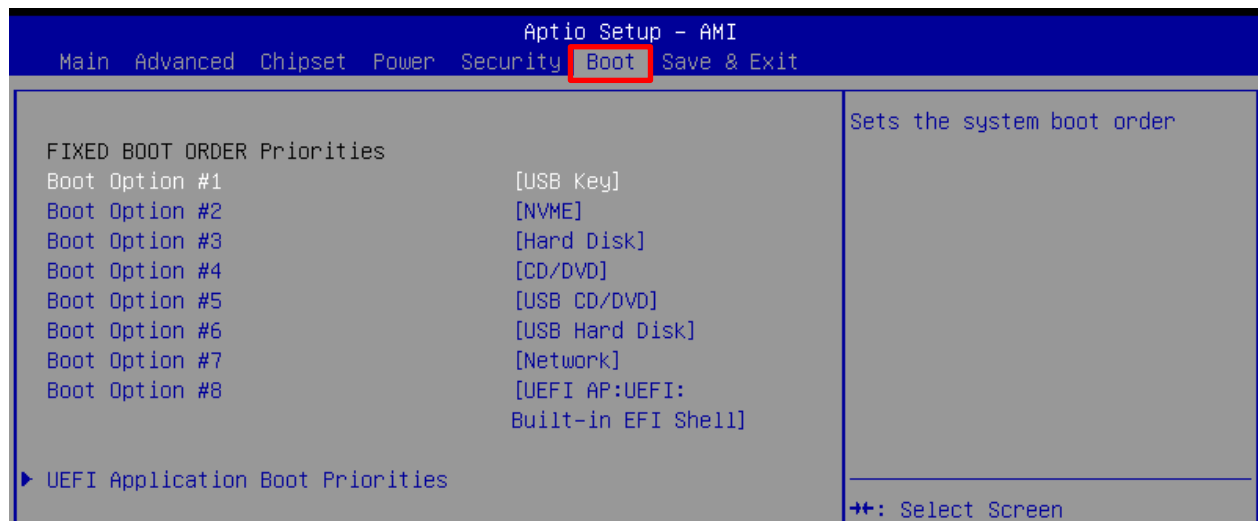 Aptio Setup – AMI
Main Advanced Chipset Power Security Boot Save & Exit
Sets the system boot order
FIXED BOOT ORDER Priorities
Boot Option #1 [USB Key]
Boot Option #2 [NVME]
Boot Option #3 [Hard Disk]
Boot Option #4 [CD/DVD]
Boot Option #5 [USB CD/DVD]
Boot Option #6 [USB Hard Disk]
Boot Option #7 [Network]
Boot Option #8 [UEFI AP:UEFI:
Built-in EFI Shell]
▶ UEFI Application Boot Priorities
→←: Select Screen